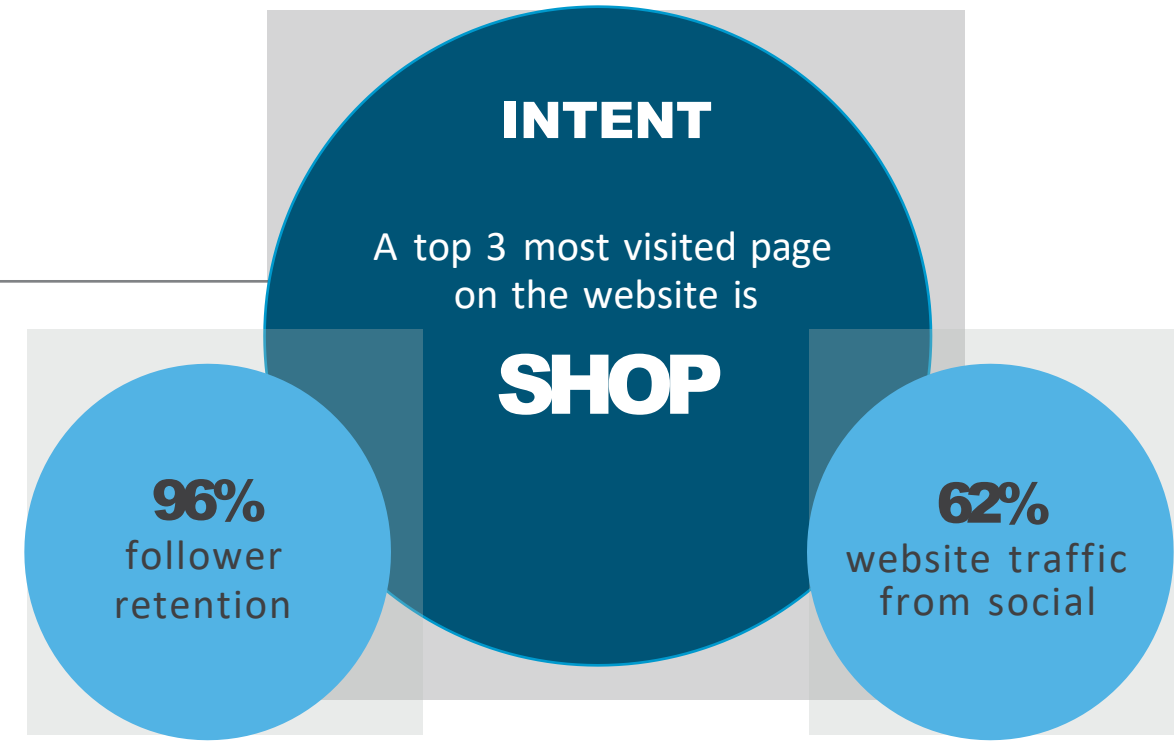 INTENT
A top 3 most visited page
on the website is
SHOP
96%
follower
retention
62%
website traffic
from social